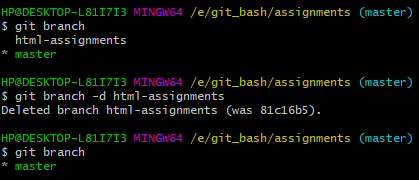 HP@DESKTOP-L81I7I3 MINGW64 /e/git_bash/assignments (master)
$ git branch
  html-assignments
* master
HP@DESKTOP-L81I7I3 MINGW64 /e/git_bash/assignments (master)
$ git branch -d html-assignments
Deleted branch html-assignments (was 81c16b5).
HP@DESKTOP-L81I7I3 MINGW64 /e/git_bash/assignments (master)
$ git branch
* master